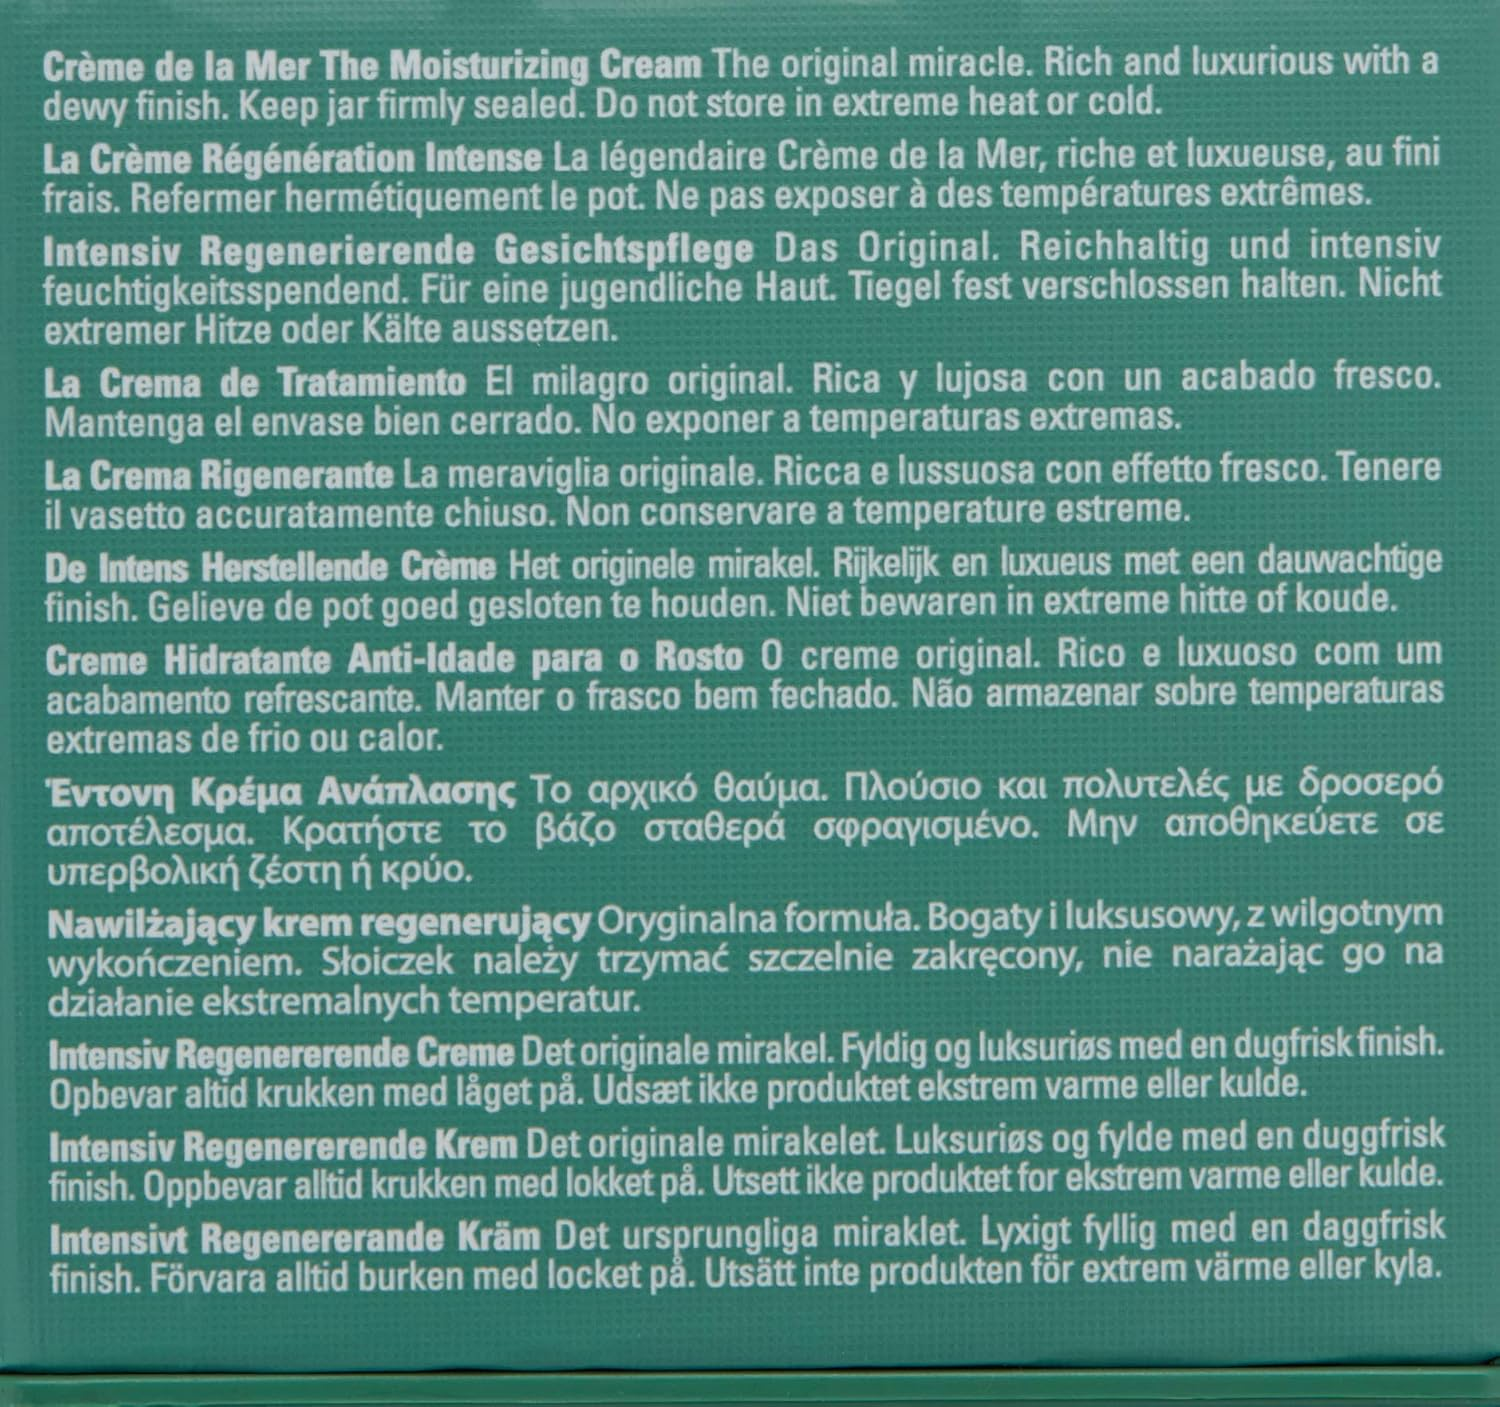 Crème de la Mer The Moisturizing Cream The original miracle. Rich and luxurious with a
dewy finish. Keep jar firmly sealed. Do not store in extreme heat or cold.
La Crème Régénération Intense La légendaire Crème de la Mer, riche et luxueuse, au fini
frais. Refermer hermétiquement le pot. Ne pas exposer à des températures extrêmes.
Intensiv Regenerierende Gesichtspflege Das Original. Reichhaltig und intensiv
feuchtigkeitsspendend. Für eine jugendliche Haut. Tiegel fest verschlossen halten. Nicht
extremer Hitze oder Kälte aussetzen.
La Crema de Tratamiento El milagro original. Rica y lujosa con un acabado fresco.
Mantenga el envase bien cerrado. No exponer a temperaturas extremas.
La Crema Rigenerante La meraviglia originale. Ricca e lussuosa con effetto fresco. Tenere
il vasetto accuratamente chiuso. Non conservare a temperature estreme.
De Intens Herstellende Crème Het originele mirakel. Rijkelijk en luxueus met een dauwachtige
finish. Gelieve de pot goed gesloten te houden. Niet bewaren in extreme hitte of koude.
Creme Hidratante Anti-Idade para o Rosto O creme original. Rico e luxuoso com um
acabamento refrescante. Manter o frasco bem fechado. Não armazenar sobre temperaturas
extremas de frio ou calor.
Έντονη Κρέμα Ανάπλασης Το αρχικό θαύμα. Πλούσιο και πολυτελές με δροσερό
αποτέλεσμα. Κρατήστε το βάζο σταθερά σφραγισμένο. Μην αποθηκεύετε σε
υπερβολική ζέστη ή κρύο.
Nawilżający krem regenerujący Oryginalna formuła. Bogaty i luksusowy, z wilgotnym
wykończeniem. Słoiczek należy trzymać szczelnie zakręcony, nie narażając go na
działanie ekstremalnych temperatur.
Intensiv Regenererende Creme Det originale mirakel. Fyldig og luksuriøs med en dugfrisk finish.
Opbevar altid krukken med låget på. Udsæt ikke produktet ekstrem varme eller kulde.
Intensiv Regenererende Krem Det originale mirakelet. Luksuriøs og fylde med en duggfrisk
finish. Oppbevar alltid krukken med lokket på. Utsett ikke produktet for ekstrem varme eller kulde.
Intensivt Regenererande Kräm Det ursprungliga miraklet. Lyxigt fyllig med en daggfrisk
finish. Förvara alltid burken med locket på. Utsätt inte produkten för extrem värme eller kyla.